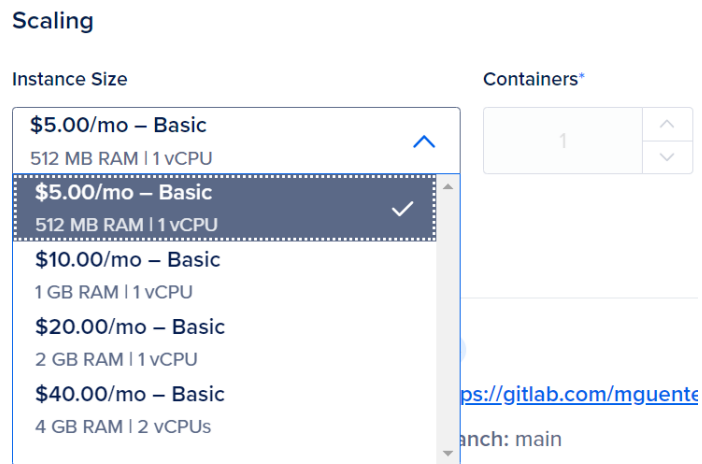 Scaling
Instance Size
Containers*
$5.00/mo – Basic
512 MB RAM | 1 vCPU
1
$5.00/mo – Basic
512 MB RAM | 1 vCPU
$10.00/mo – Basic
1 GB RAM | 1 vCPU
$20.00/mo – Basic
2 GB RAM | 1 vCPU
$40.00/mo – Basic
4 GB RAM | 2 vCPUs
ps://gitlab.com/mguente
anch: main